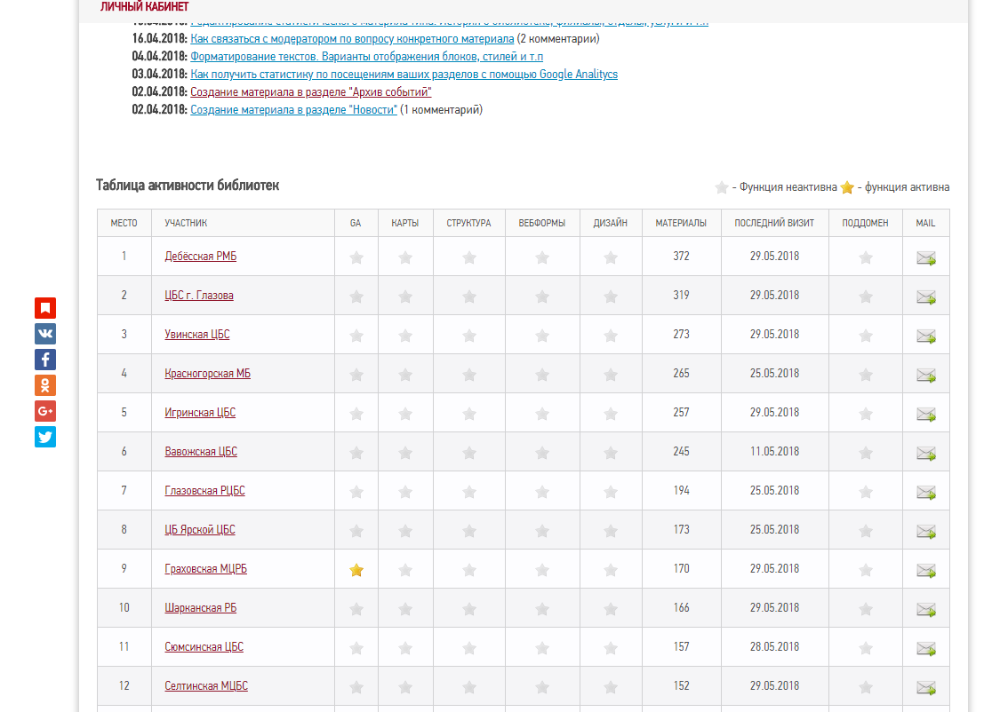 ЛИЧНЫЙ КАБИНЕТ
16.04.2018: Как связаться с модератором по вопросу конкретного материала (2 комментарии)
04.04.2018: Форматирование текстов. Варианты отображения блоков, стилей и т.п
03.04.2018: Как получить статистику по посещениям ваших разделов с помощью Google Analitycs
02.04.2018: Создание материала в разделе "Архив событий"
02.04.2018: Создание материала в разделе "Новости" (1 комментарий)
Таблица активности библиотек
- Функция неактивна - функция активна
МЕСТО УЧАСТНИК GA КАРТЫ СТРУКТУРА ВЕБФОРМЫ ДИЗАЙН МАТЕРИАЛЫ ПОСЛЕДНИЙ ВИЗИТ ПОДДОМЕН MAIL
1 Дебёсская РМБ 372 29.05.2018
2 ЦБС г. Глазова 319 29.05.2018
3 Увинская ЦБС 273 29.05.2018
4 Красногорская МБ 265 25.05.2018
5 Игринская ЦБС 257 29.05.2018
6 Вавожская ЦБС 245 11.05.2018
7 Глазовская РЦБС 194 25.05.2018
8 ЦБ Ярской ЦБС 173 25.05.2018
9 Граховская МЦРБ 170 29.05.2018
10 Шарканская РБ 166 29.05.2018
11 Сюмсинская ЦБС 157 28.05.2018
12 Селтинская МЦБС 152 29.05.2018